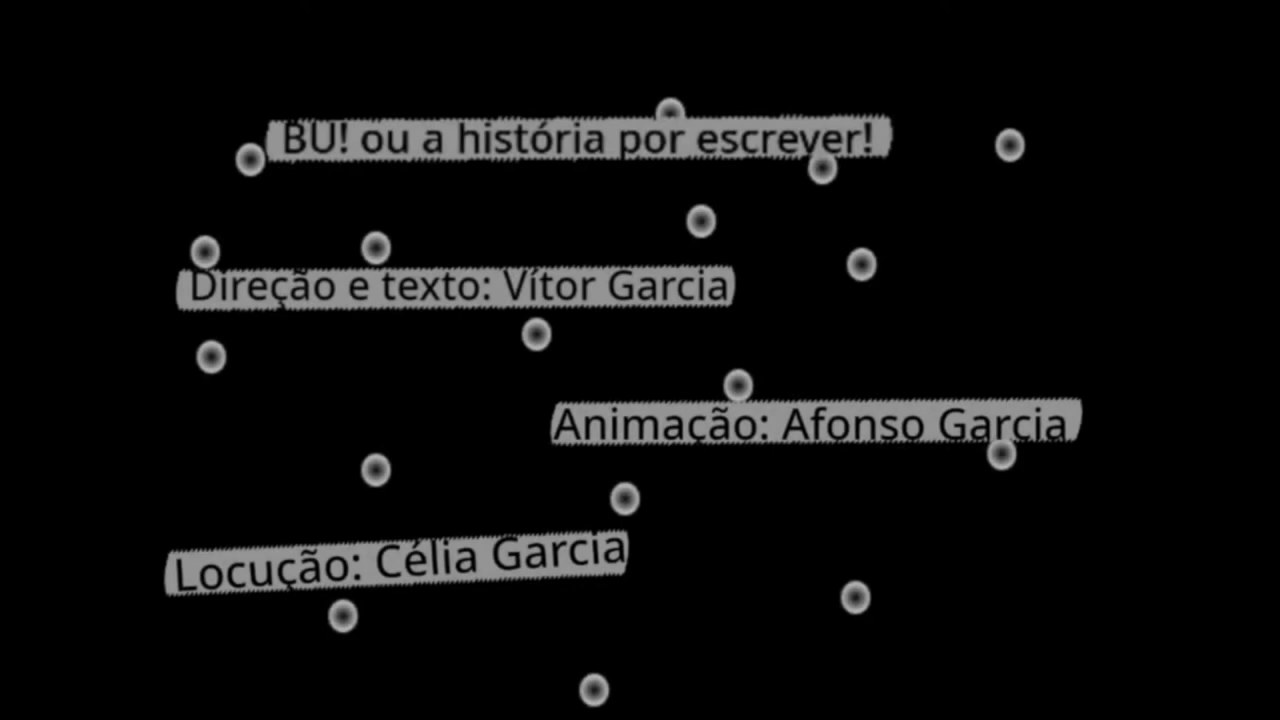 BU! ou a história por escrever!
Direção e texto: Vítor Garcia
Animação: Afonso Garcia
Locução: Célia Garcia